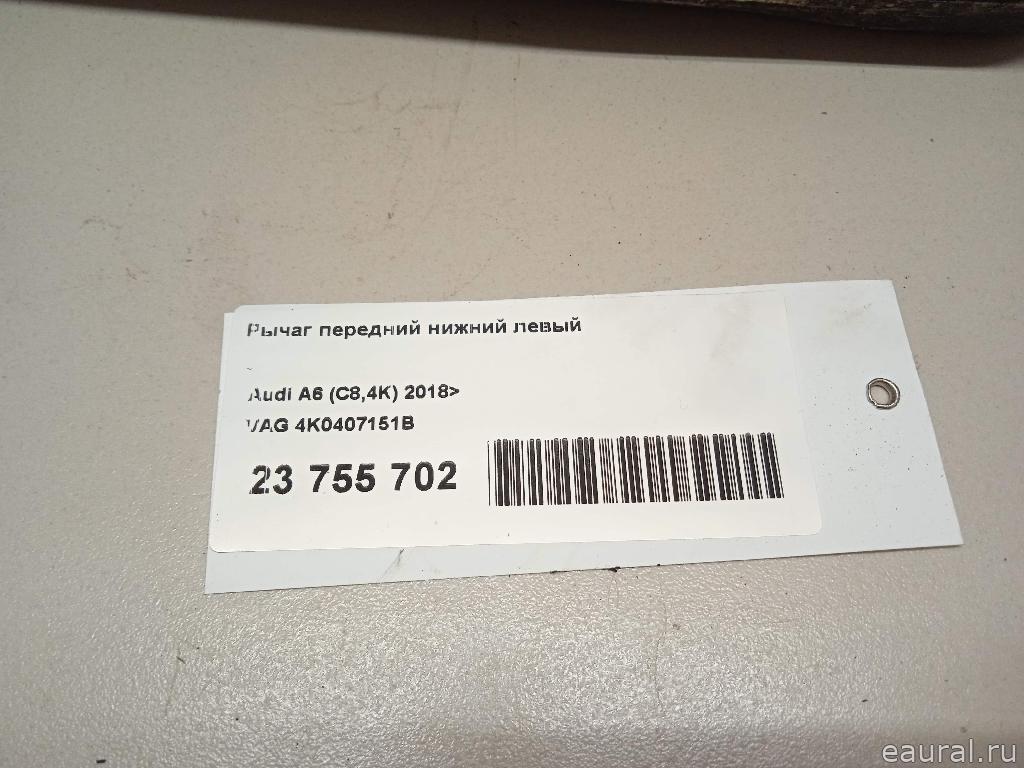 Рычаг передний нижний левый
Audi A6 (C8,4K) 2018>
VAG 4K0407151B
23 755 702
eaural.ru